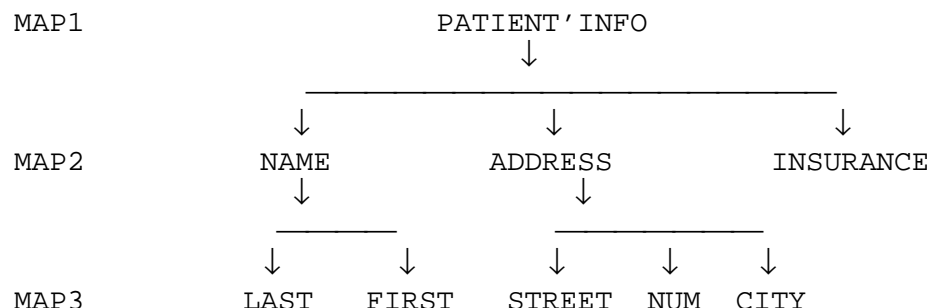 MAP1 PATIENT'INFO
MAP2 NAME ADDRESS INSURANCE
MAP3 LAST FIRST STREET NUM CITY